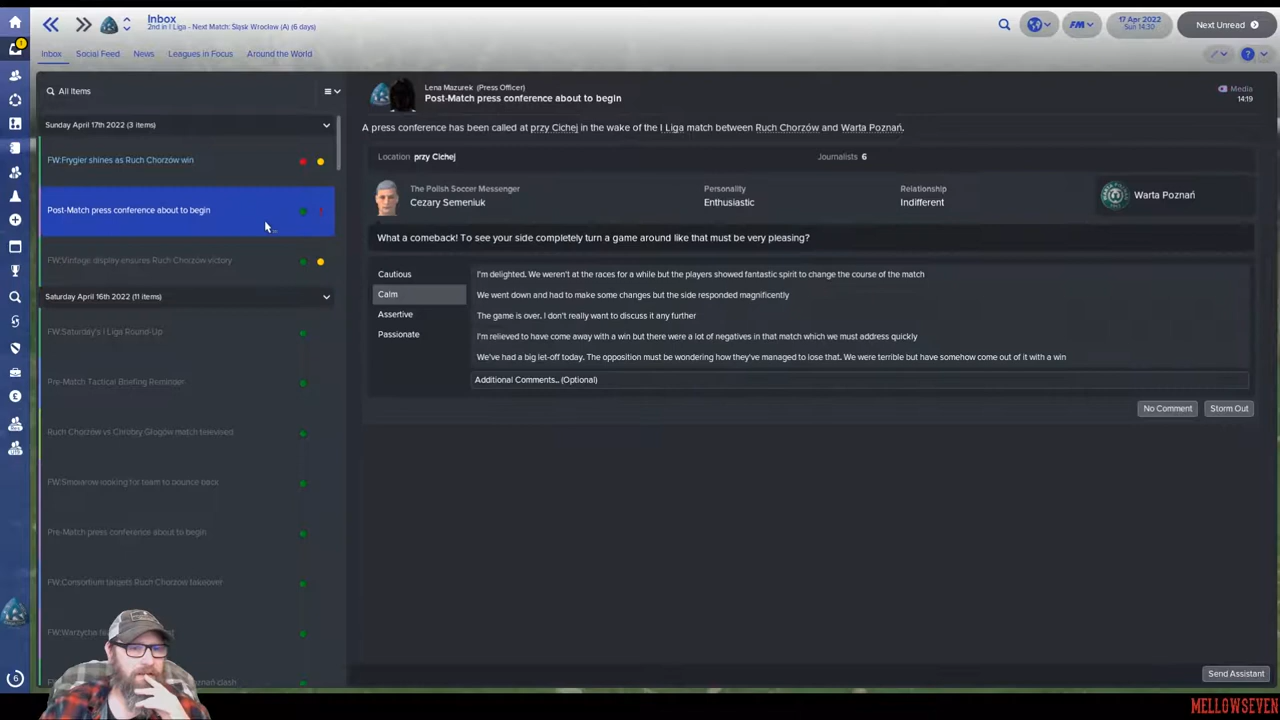 Inbox
2nd in I Liga - Next Match: Śląsk Wrocław (A) (6 days)
FM
17 Apr 2022
Sun 14:30
Next Unread
Inbox
Social Feed
News
Leagues in Focus
Around the World
All Items
Sunday April 17th 2022 (3 items)
FW:Frygier shines as Ruch Chorzów win
Post-Match press conference about to begin
FW:Vintage display ensures Ruch Chorzów victory
Saturday April 16th 2022 (11 items)
FW:Saturday's I Liga Round-Up
Pre-Match Tactical Briefing Reminder
Ruch Chorzów vs Chrobry Głogów match televised
FW:Smolarow looking for team to bounce back
Pre-Match press conference about to begin
FW:Consortium targets Ruch Chorzów takeover
Lena Mazurek (Press Officer)
Post-Match press conference about to begin
Media
14:19
A press conference has been called at przy Cichej in the wake of the I Liga match between Ruch Chorzów and Warta Poznań.
Location przy Cichej
Journalists 6
The Polish Soccer Messenger
Cezary Semeniuk
Personality
Enthusiastic
Relationship
Indifferent
Warta Poznań
What a comeback! To see your side completely turn a game around like that must be very pleasing?
Cautious
Calm
Assertive
Passionate
I'm delighted. We weren't at the races for a while but the players showed fantastic spirit to change the course of the match
We went down and had to make some changes but the side responded magnificently
The game is over. I don't really want to discuss it any further
I'm relieved to have come away with a win but there were a lot of negatives in that match which we must address quickly
We've had a big let-off today. The opposition must be wondering how they've managed to lose that. We were terrible but have somehow come out of it with a win
Additional Comments.. (Optional)
No Comment
Storm Out
Send Assistant
MELLOWSEVEN